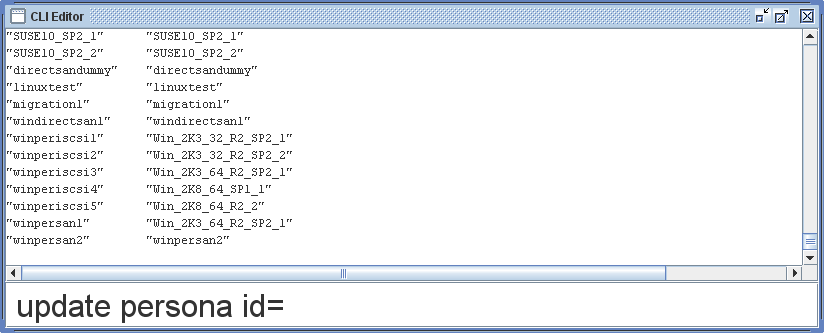 CLI Editor
"SUSE10_SP2_1" "SUSE10_SP2_1"
"SUSE10_SP2_2" "SUSE10_SP2_2"
"directsandummy" "directsandummy"
"linuxtest" "linuxtest"
"migration1" "migration1"
"windirectsan1" "windirectsan1"
"winperiscsi1" "Win_2K3_32_R2_SP2_1"
"winperiscsi2" "Win_2K3_32_R2_SP2_2"
"winperiscsi3" "Win_2K3_64_R2_SP2_1"
"winperiscsi4" "Win_2K8_64_SP1_1"
"winperiscsi5" "Win_2K8_64_R2_2"
"winpersan1" "Win_2K3_64_R2_SP2_1"
"winpersan2" "winpersan2"
update persona id=